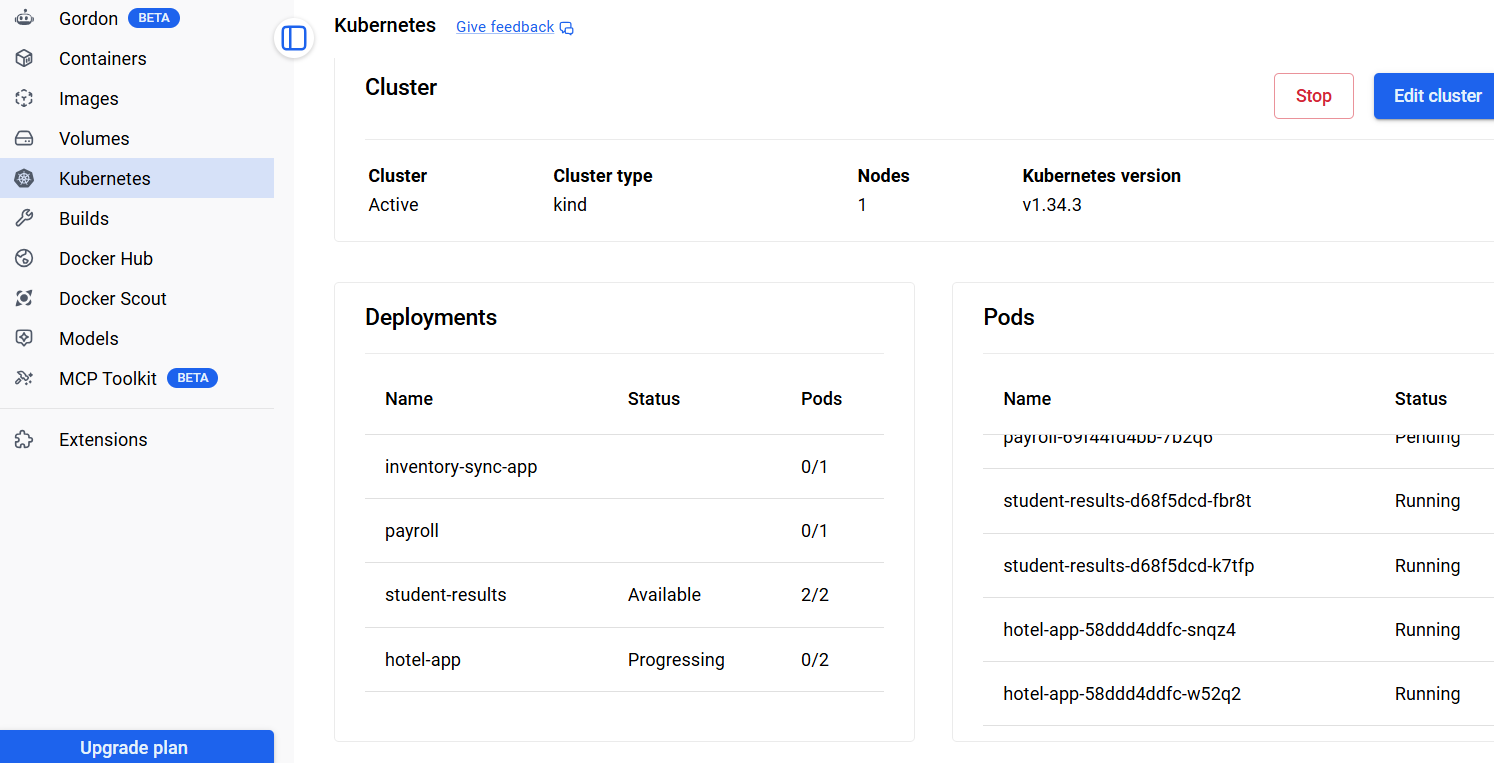 Gordon BETA
Containers
Images
Volumes
Kubernetes
Builds
Docker Hub
Docker Scout
Models
MCP Toolkit BETA
Extensions
Upgrade plan
Kubernetes Give feedback
Cluster
Stop Edit cluster
Cluster Cluster type Nodes Kubernetes version
Active kind 1 v1.34.3
Deployments
Name Status Pods
inventory-sync-app 0/1
payroll 0/1
student-results Available 2/2
hotel-app Progressing 0/2
Pods
Name Status
payroll-69f44fd4bb-7b2q6 Pending
student-results-d68f5dcd-fbr8t Running
student-results-d68f5dcd-k7tfp Running
hotel-app-58ddd4ddfc-snqz4 Running
hotel-app-58ddd4ddfc-w52q2 Running